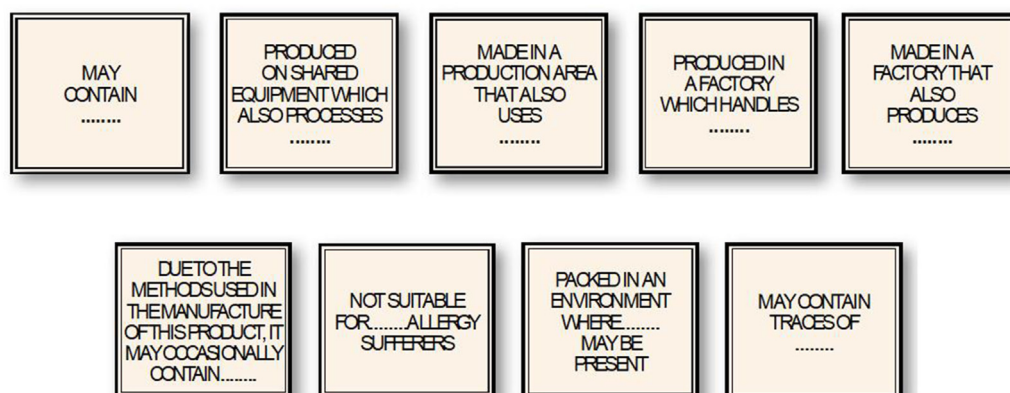 MAY
CONTAIN
........
PRODUCED
ON SHARED
EQUIPMENT WHICH
ALSO PROCESSES
........
MADE IN A
PRODUCTION AREA
THAT ALSO
USES
........
PRODUCED IN
A FACTORY
WHICH HANDLES
........
MADE IN A
FACTORY THAT
ALSO
PRODUCES
........
DUE TO THE
METHODS USED IN
THE MANUFACTURE
OF THIS PRODUCT, IT
MAY OCCASIONALLY
CONTAIN........
NOT SUITABLE
FOR........ALLERGY
SUFFERERS
PACKED IN AN
ENVIRONMENT
WHERE........
MAY BE
PRESENT
MAY CONTAIN
TRACES OF
........